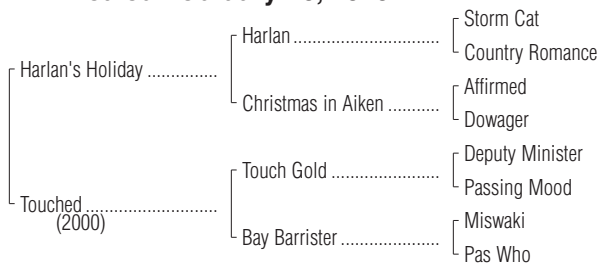 Harlan's Holiday ...............
Touched ............................
(2000)
Harlan ...............................
Christmas in Aiken ...........
Touch Gold .......................
Bay Barrister .....................
Storm Cat
Country Romance
Affirmed
Dowager
Deputy Minister
Passing Mood
Miswaki
Pas Who